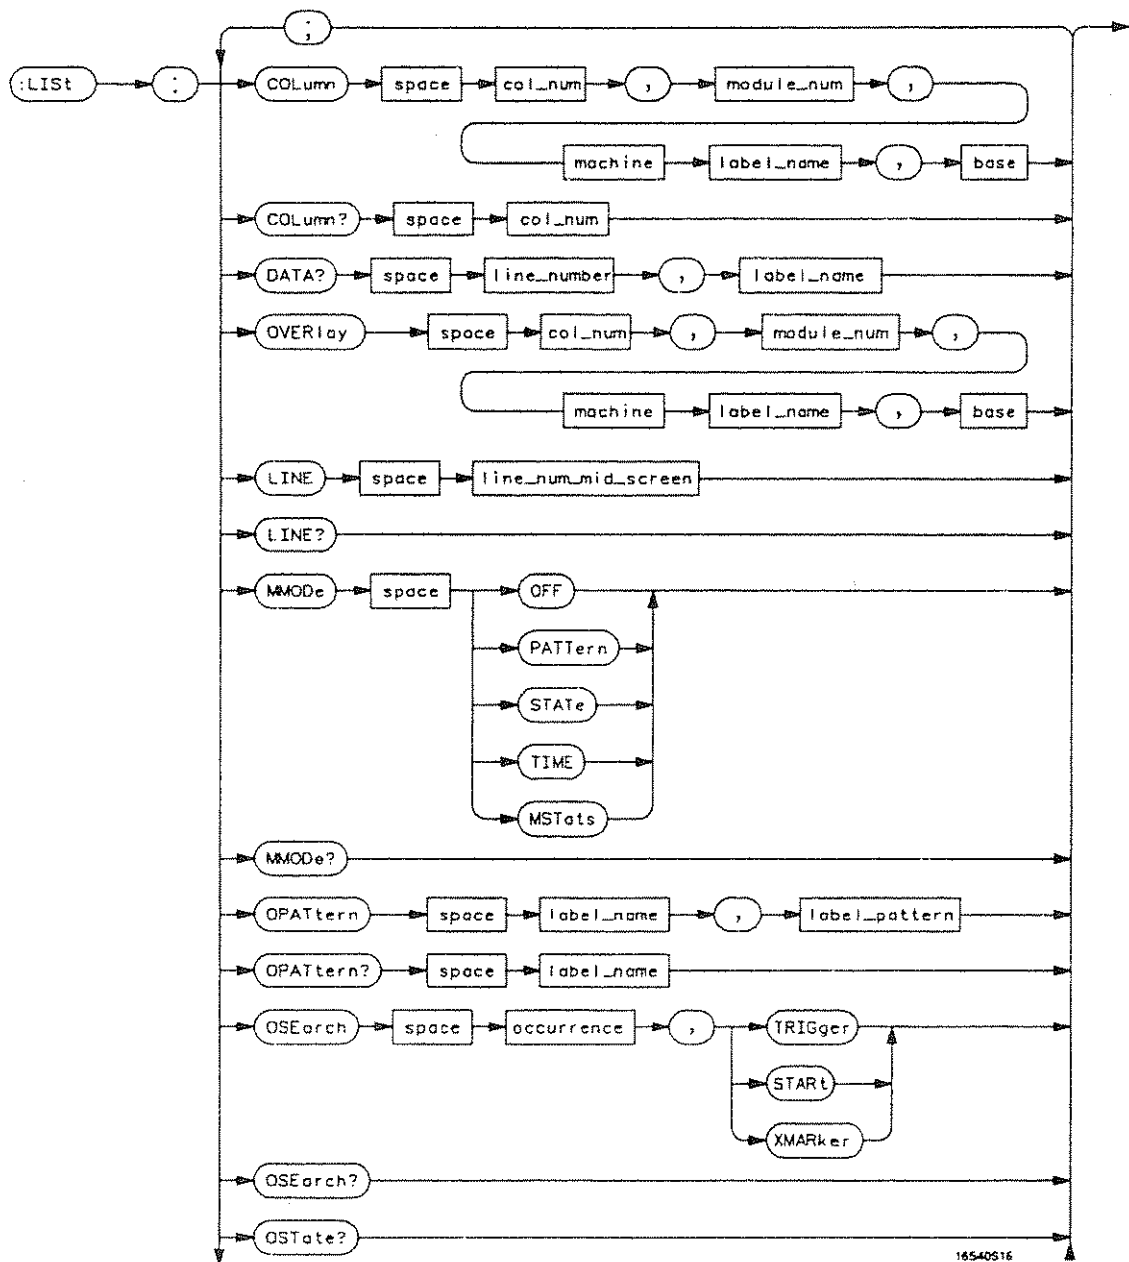 ;
:LISt : COLumn space col_num , module_num ,
machine label_name , base
COLumn? space col_num
DATA? space line_number , label_name
OVERlay space col_num , module_num ,
machine label_name , base
LINE space line_num_mid_screen
LINE?
MMODe space OFF
PATTern
STATe
TIME
MSTats
MMODe?
OPATtern space label_name , label_pattern
OPATtern? space label_name
OSEarch space occurrence , TRIGger
STARt
XMARker
OSEarch?
OSTate?
16540S16